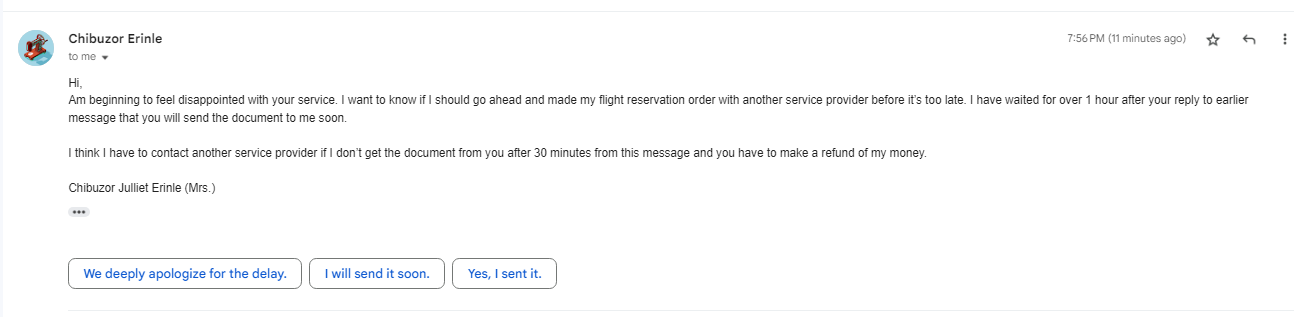 Chibuzor Erinle
7:56 PM (11 minutes ago)
to me
Hi,
Am beginning to feel disappointed with your service. I want to know if I should go ahead and made my flight reservation order with another service provider before it's too late. I have waited for over 1 hour after your reply to earlier
message that you will send the document to me soon.
I think I have to contact another service provider if I don't get the document from you after 30 minutes from this message and you have to make a refund of my money.
Chibuzor Julliet Erinle (Mrs.)
We deeply apologize for the delay.
I will send it soon.
Yes, I sent it.